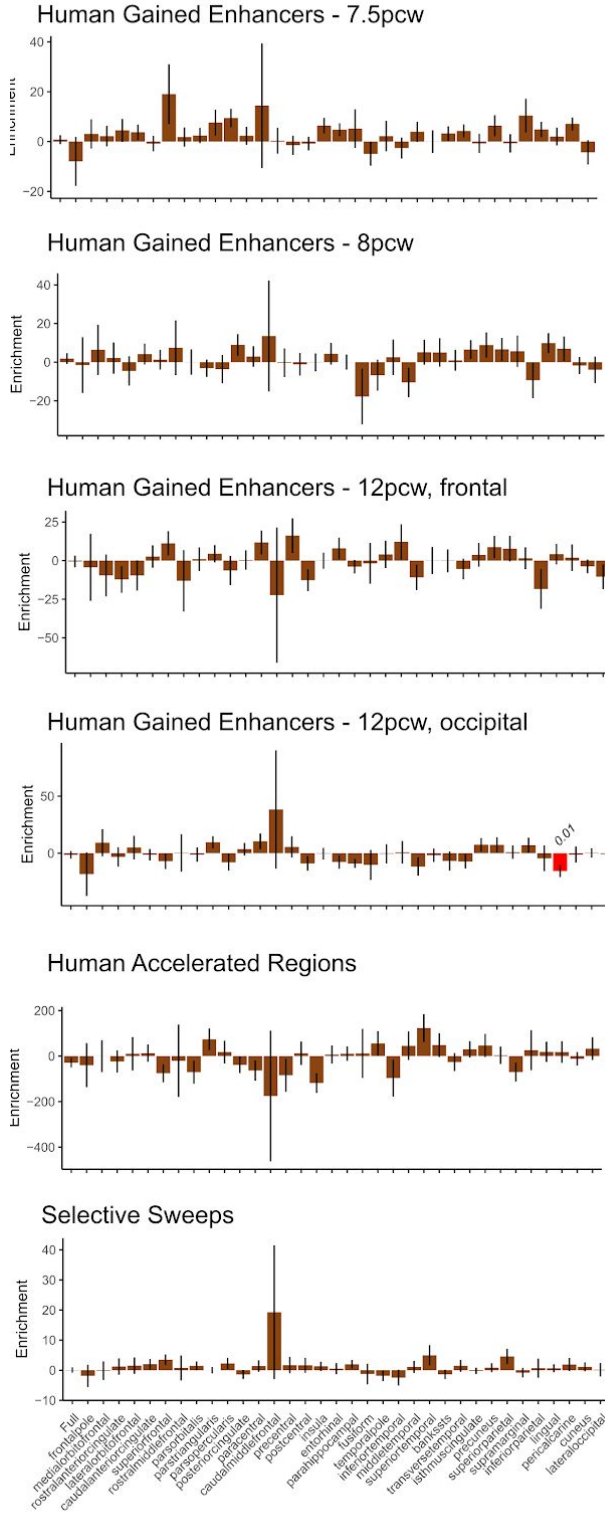 Human Gained Enhancers - 7.5pcw
Enrichment
40
20
0
−20
Human Gained Enhancers - 8pcw
Enrichment
40
20
0
−20
Human Gained Enhancers - 12pcw, frontal
Enrichment
25
0
−25
−50
Human Gained Enhancers - 12pcw, occipital
Enrichment
50
0
0.01
Human Accelerated Regions
Enrichment
200
0
−200
−400
Selective Sweeps
Enrichment
40
30
20
10
0
−10
Full
frontalpole
medialorbitofrontal
rostralanteriorcingulate
lateralorbitofrontal
caudalanteriorcingulate
superiorfrontal
rostralmiddlefrontal
parsorbitalis
parstriangularis
parsopercularis
posteriorcingulate
paracentral
caudalmiddlefrontal
precentral
postcentral
insula
entorhinal
parahippocampal
fusiform
temporalpole
inferiortemporal
middletemporal
superiortemporal
bankssts
transversetemporal
isthmuscingulate
precuneus
superiorparietal
supramarginal
inferiorparietal
lingual
pericalcarine
cuneus
lateraloccipital